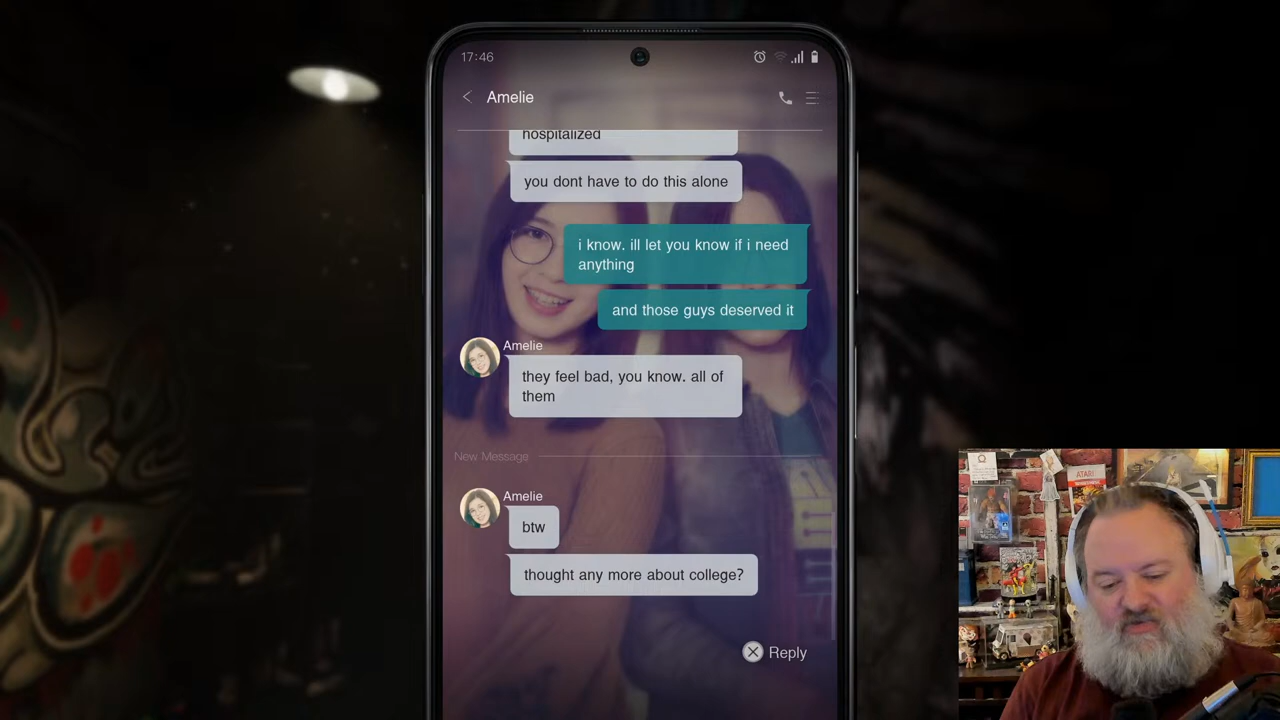 17:46
Amelie
hospitalized
you dont have to do this alone
i know. ill let you know if i need
anything
and those guys deserved it
Amelie
they feel bad, you know. all of
them
New Message
Amelie
btw
thought any more about college?
Reply
ATARI